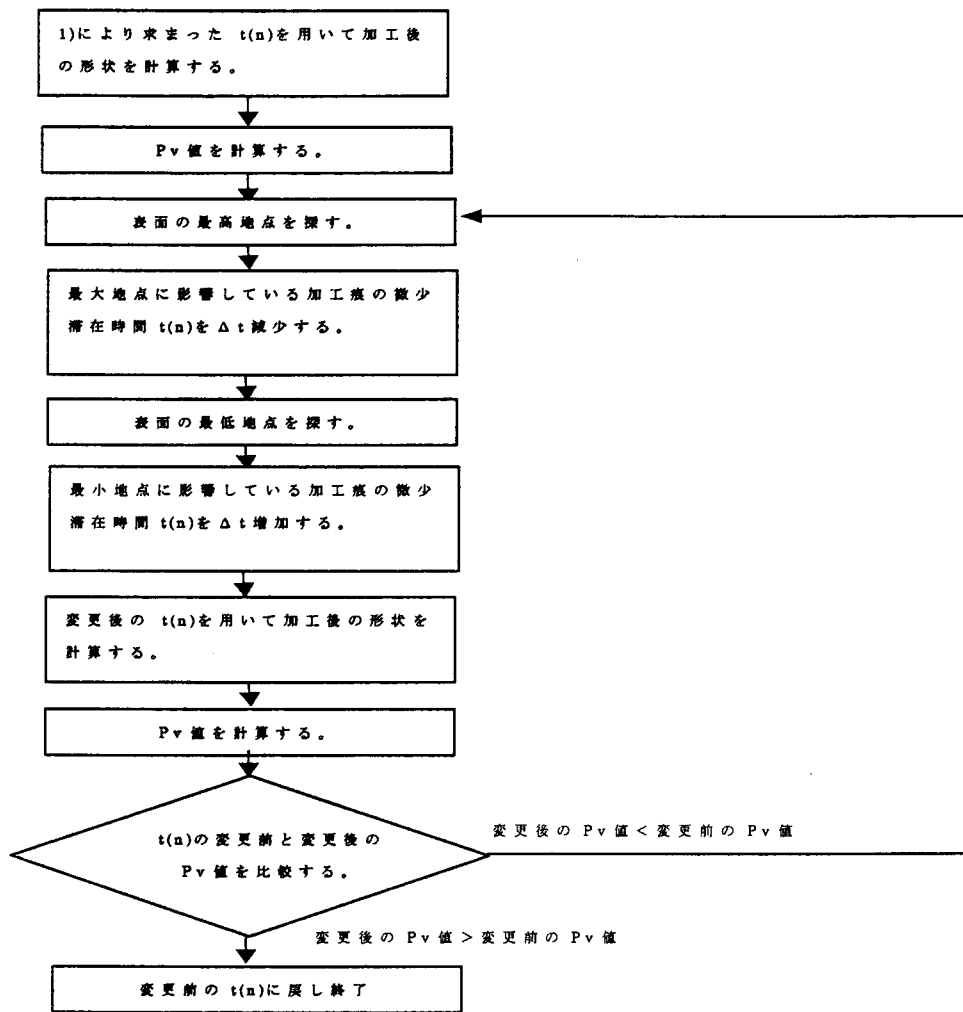 1)により求まった t(n)を用いて加工後
の形状を計算する。
Pv値を計算する。
表面の最高地点を探す。
最大地点に影響している加工痕の微少
滞在時間 t(n)をΔt減少する。
表面の最低地点を探す。
最小地点に影響している加工痕の微少
滞在時間 t(n)をΔt増加する。
変更後の t(n)を用いて加工後の形状を
計算する。
Pv値を計算する。
t(n)の変更前と変更後の
Pv値を比較する。
変更後の Pv値<変更前の Pv値
変更後の Pv値>変更前の Pv値
変更前の t(n)に戻し終了